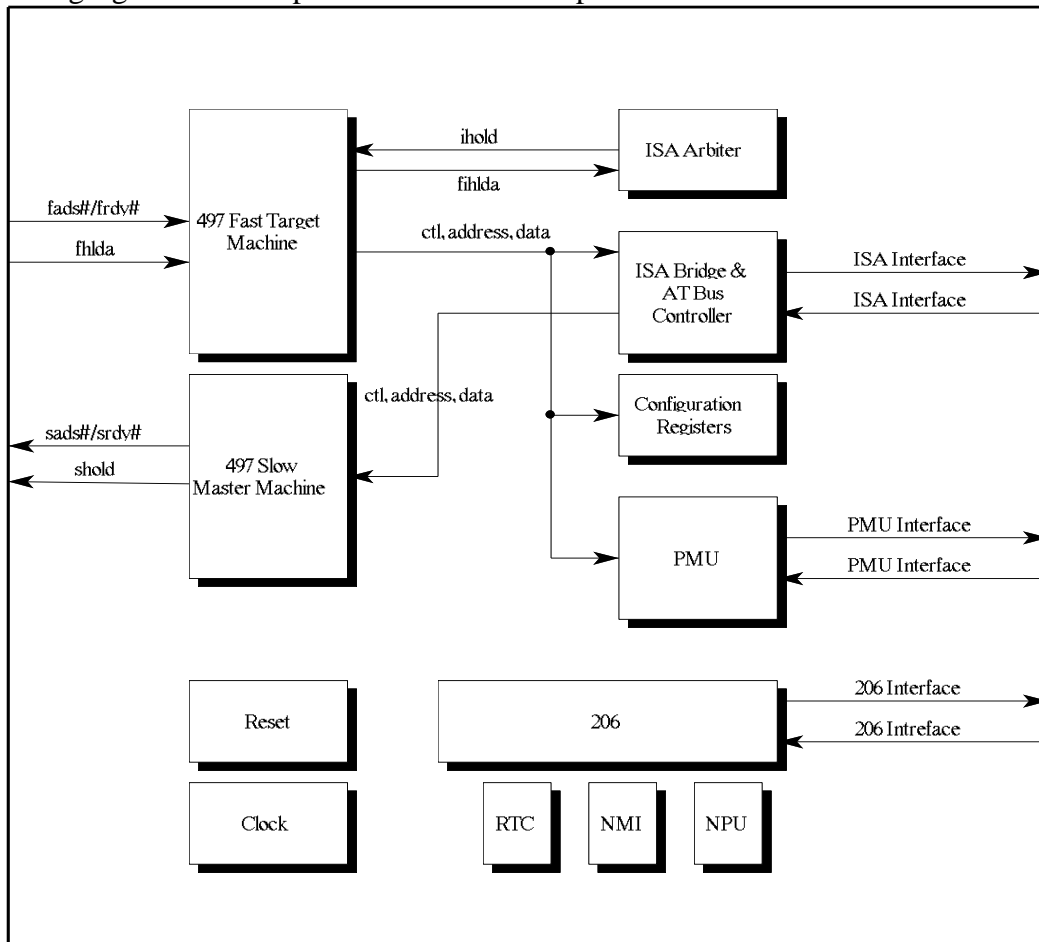 ihold
ISA Arbiter
fihlda
fads#/frdy#
497 Fast Target
Machine
fhlda
ctl, address, data
ISA Bridge &
AT Bus
Controller
ISA Interface
ISA Interface
ctl, address, data
Configuration
Registers
sads#/srdy#
shold
497 Slow
Master Machine
PMU
PMU Interface
PMU Interface
Reset
206
206 Interface
206 Intreface
Clock
RTC
NMI
NPU